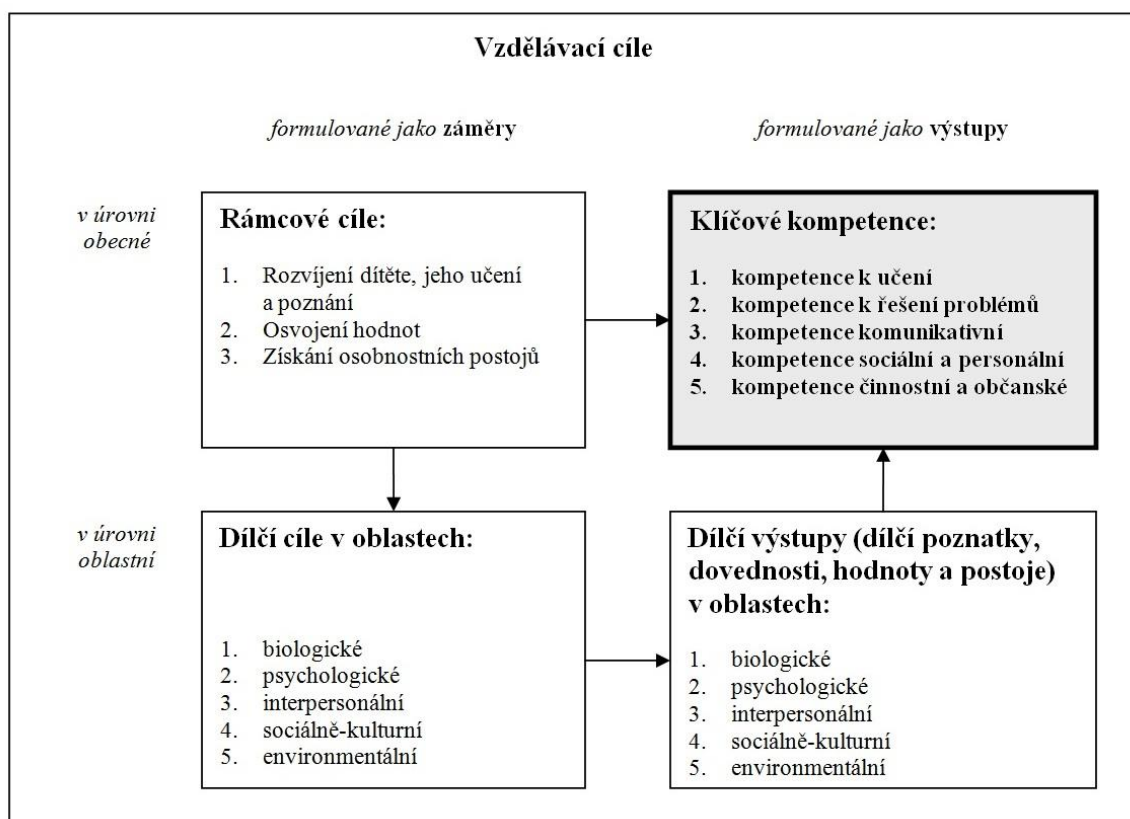 Vzdělávací cíle
formulované jako záměry
formulované jako výstupy
v úrovni
obecné
Rámcové cíle:
1. Rozvíjení dítěte, jeho učení
a poznání
2. Osvojení hodnot
3. Získání osobnostních postojů
Klíčové kompetence:
1. kompetence k učení
2. kompetence k řešení problémů
3. kompetence komunikativní
4. kompetence sociální a personální
5. kompetence činnostní a občanské
v úrovni
oblastní
Dílčí cíle v oblastech:
1. biologické
2. psychologické
3. interpersonální
4. sociálně-kulturní
5. environmentální
Dílčí výstupy (dílčí poznatky,
dovednosti, hodnoty a postoje)
v oblastech:
1. biologické
2. psychologické
3. interpersonální
4. sociálně-kulturní
5. environmentální